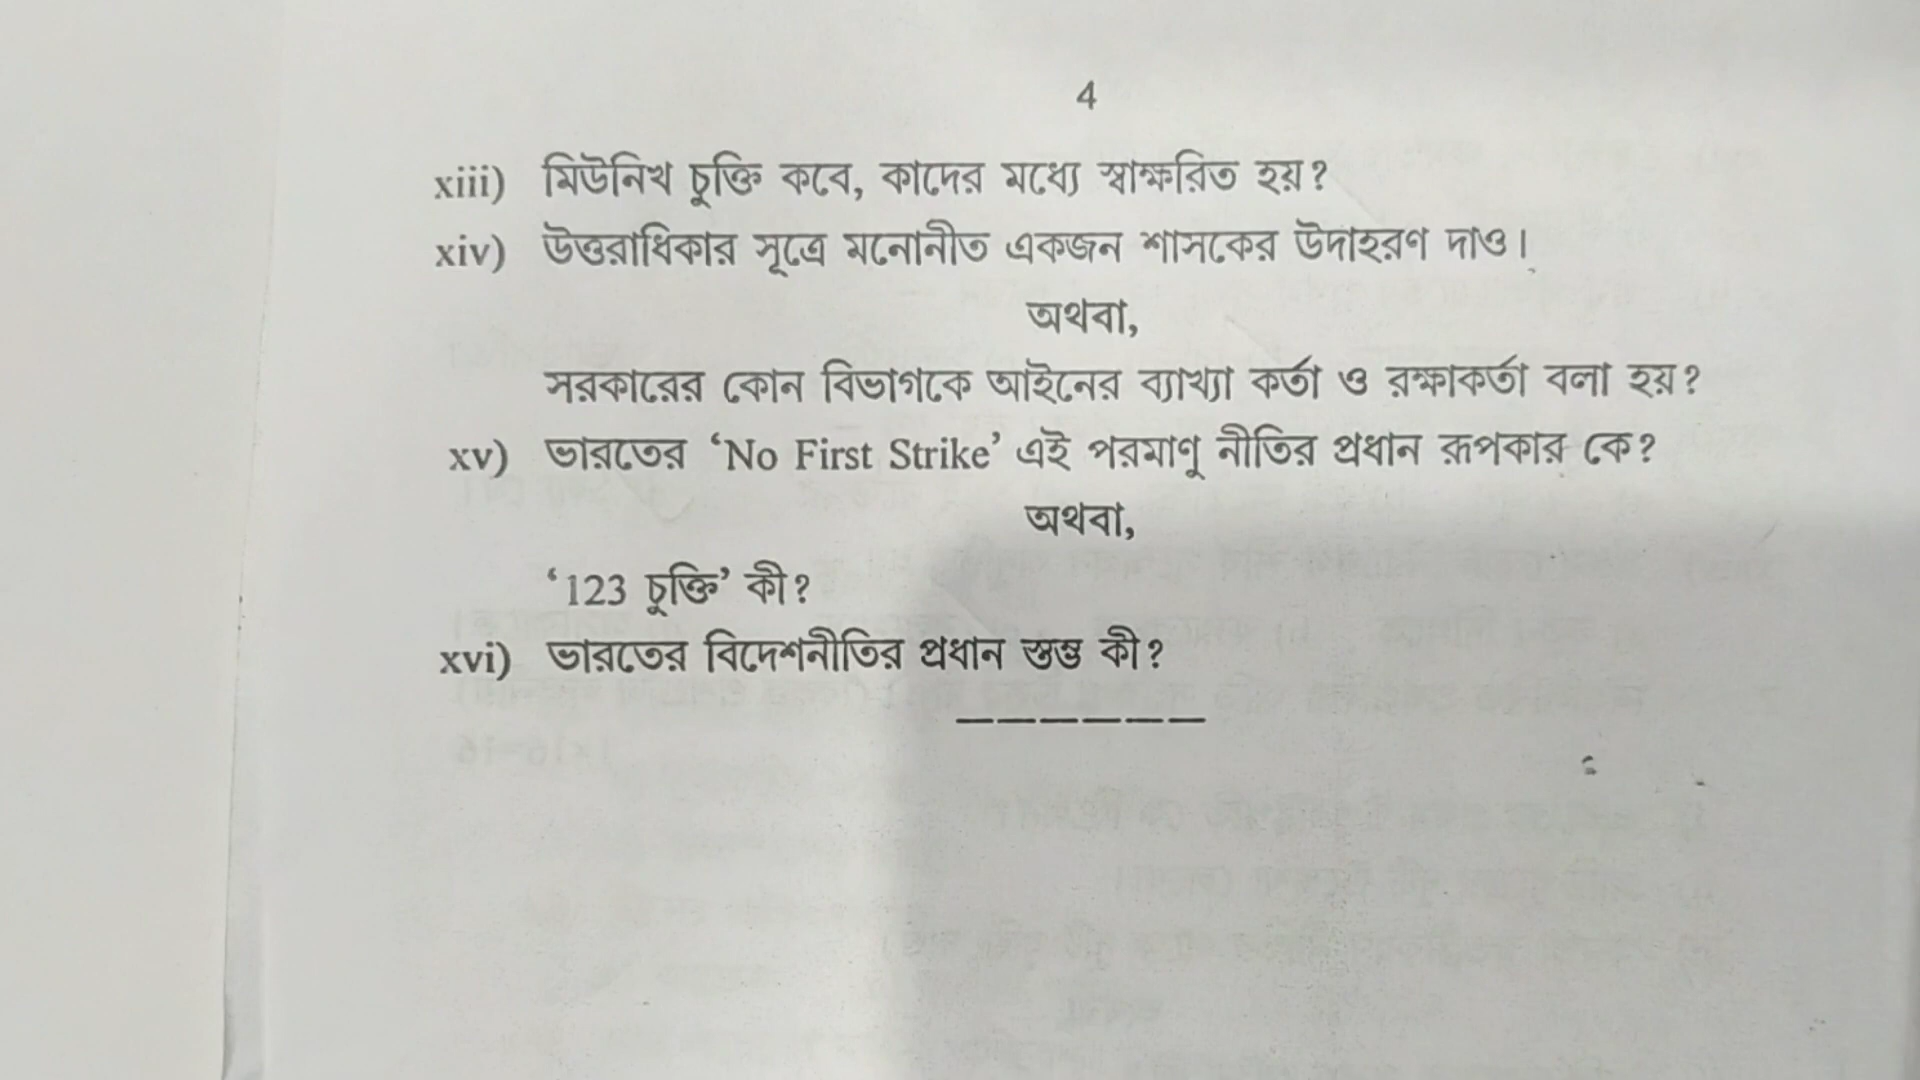 4
xiii) মিউনিখ চুক্তি কবে, কাদের মধ্যে স্বাক্ষরিত হয়?
xiv) উত্তরাধিকার সূত্রে মনোনীত একজন শাসকের উদাহরণ দাও।
অথবা,
সরকারের কোন বিভাগকে আইনের ব্যাখ্যা কর্তা ও রক্ষাকর্তা বলা হয়?
xv) ভারতের ‘No First Strike’ এই পরমাণু নীতির প্রধান রূপকার কে?
অথবা,
‘123 চুক্তি’ কী?
xvi) ভারতের বিদেশনীতির প্রধান স্তম্ভ কী?